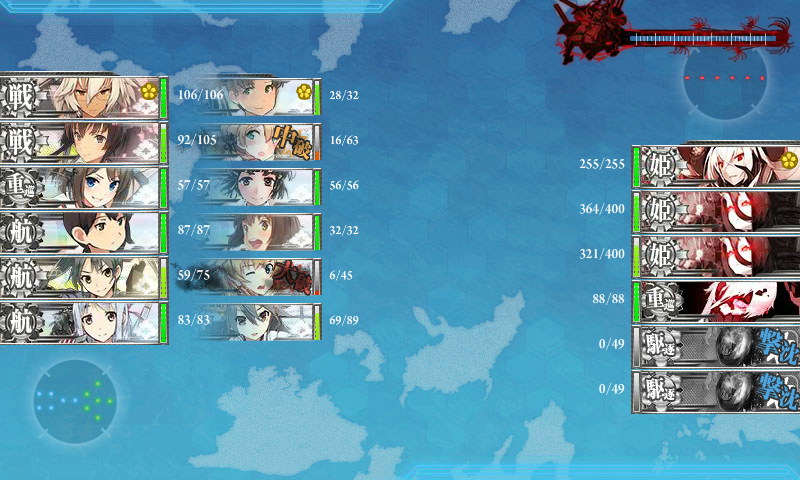 戦 106/106
戦 92/105
重巡 57/57
航 87/87
航 59/75
航 83/83
28/32
中破 16/63
56/56
32/32
大破 6/45
69/89
255/255 姫
364/400 姫
321/400 姫
88/88 重巡
0/49 駆逐 撃沈
0/49 駆逐 撃沈